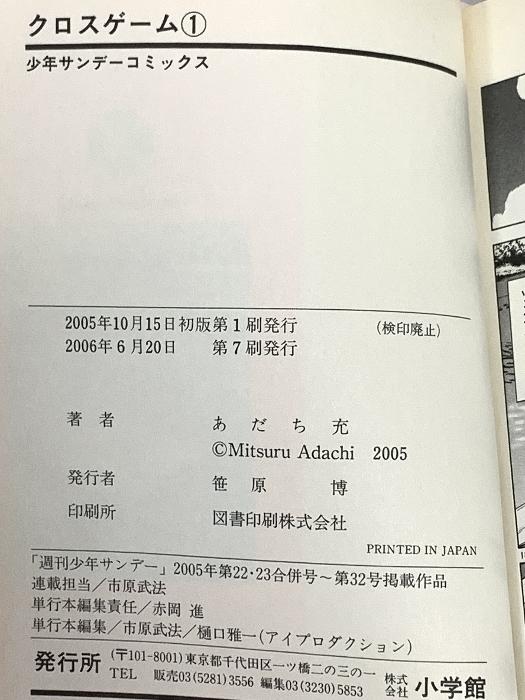 クロスゲーム①
少年サンデーコミックス
2005年10月15日初版第1刷発行 (検印廃止)
2006年6月20日 第7刷発行
著者 あだち充
©Mitsuru Adachi 2005
発行者 笹原博
印刷所 図書印刷株式会社
PRINTED IN JAPAN
「週刊少年サンデー」2005年第22・23合併号～第32号掲載作品
連載担当／市原武法
単行本編集責任／赤岡進
単行本編集／市原武法／樋口雅一(アイプロダクション)
発行所 (〒101-8001)東京都千代田区一ツ橋二の三の一 株式会社 小学館
TEL 販売03(5281)3556 編集03(3230)5853